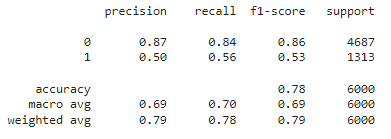 precision recall f1-score support
0 0.87 0.84 0.86 4687
1 0.50 0.56 0.53 1313
accuracy 0.78 6000
macro avg 0.69 0.70 0.69 6000
weighted avg 0.79 0.78 0.79 6000